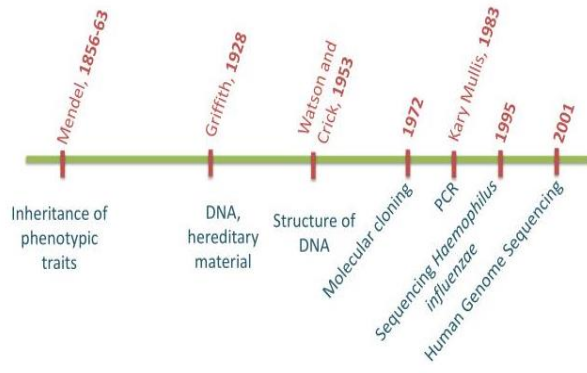 Mendel, 1856-63
Griffith, 1928
Watson and
Crick, 1953
1972
Kary Mullis, 1983
1995
2001
Inheritance of
phenotypic
traits
DNA,
hereditary
material
Structure of
DNA
Molecular cloning
PCR
Sequencing Haemophilus
influenzae
Human Genome Sequencing